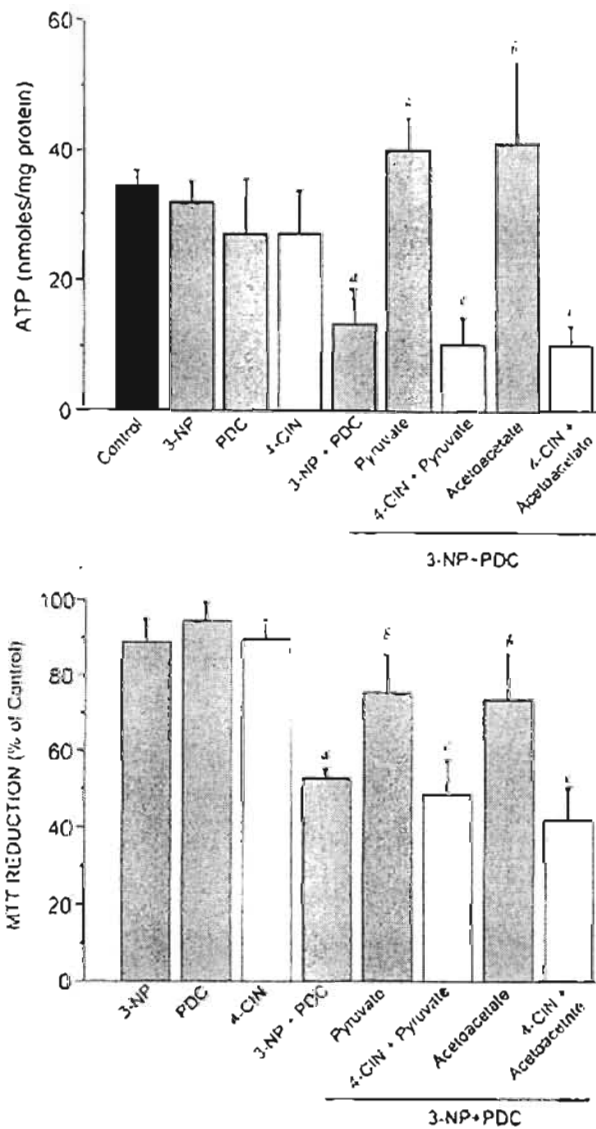 60
40
20
0
ATP (nmoles/mg protein)
Control
3-NP
PDC
4-CIN
3-NP + PDC
Pyruvate
4-CIN + Pyruvate
Acetoacetate
4-CIN +
Acetoacetato
3-NP-PDC
100
80
60
40
20
0
MTT REDUCTION (% of Control)
3-NP
PDC
4-CIN
3-NP + PDC
Pyruvato
4-CIN + Pyruvate
Acetoacetate
4-CIN +
Acetoacetate
3-NP+PDC